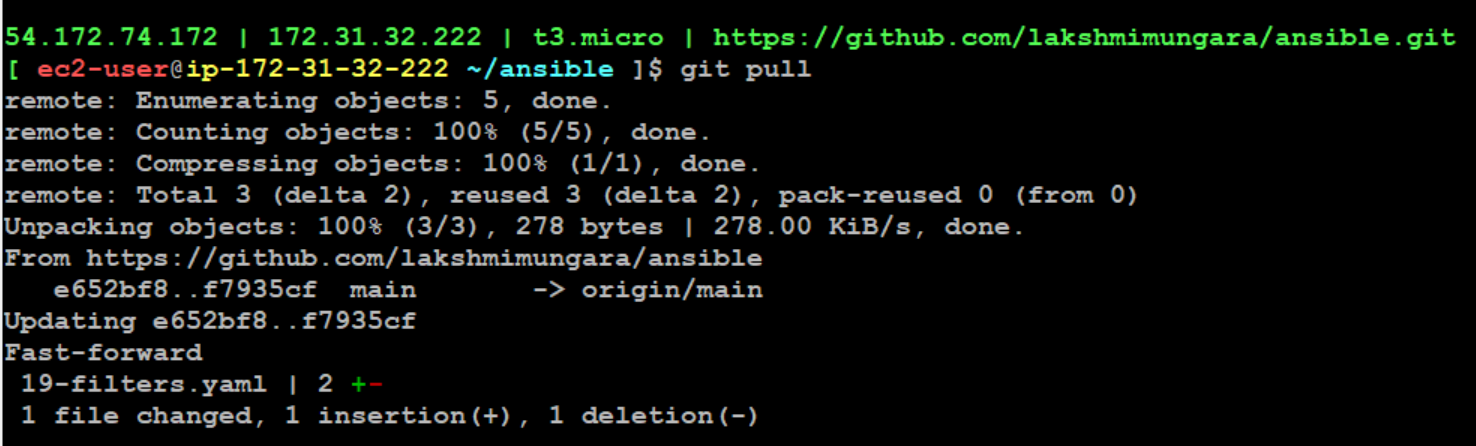 54.172.74.172 | 172.31.32.222 | t3.micro | https://github.com/lakshmimungara/ansible.git
[ ec2-user@ip-172-31-32-222 ~/ansible ]$ git pull
remote: Enumerating objects: 5, done.
remote: Counting objects: 100% (5/5), done.
remote: Compressing objects: 100% (1/1), done.
remote: Total 3 (delta 2), reused 3 (delta 2), pack-reused 0 (from 0)
Unpacking objects: 100% (3/3), 278 bytes | 278.00 KiB/s, done.
From https://github.com/lakshmimungara/ansible
   e652bf8..f7935cf  main       -> origin/main
Updating e652bf8..f7935cf
Fast-forward
 19-filters.yaml | 2 +-
 1 file changed, 1 insertion(+), 1 deletion(-)